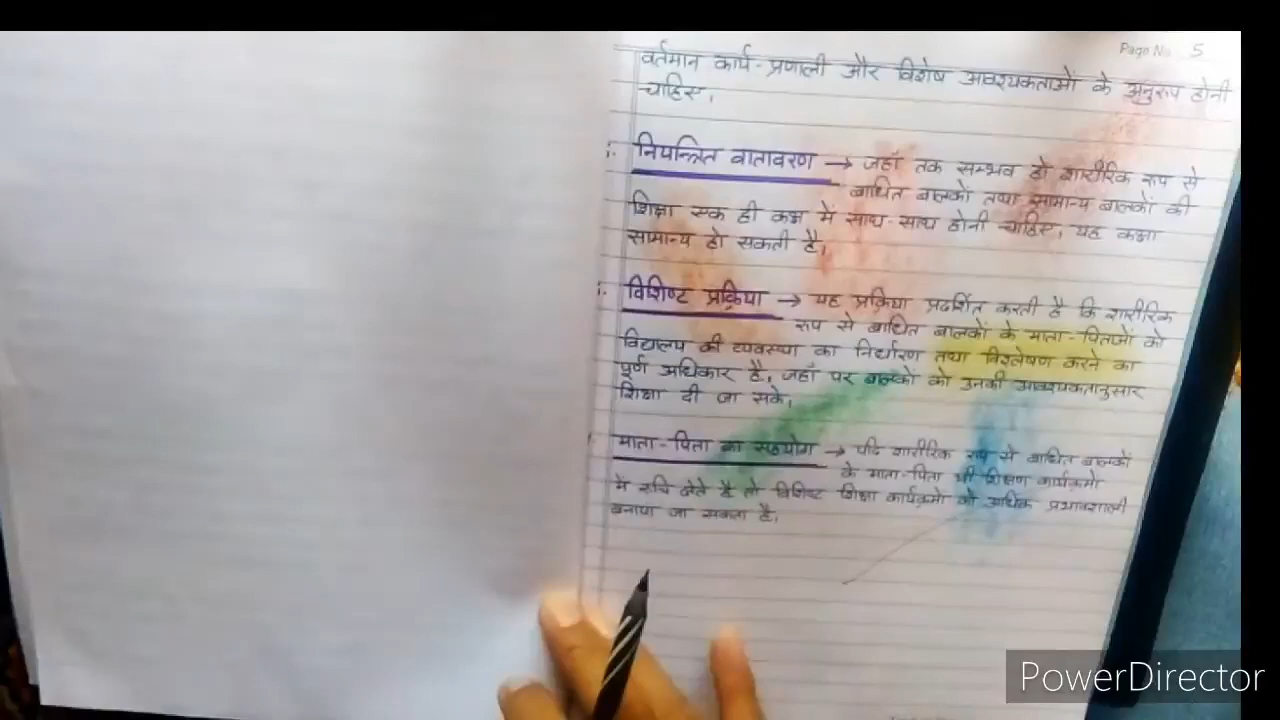 Page No. 5
वर्तमान कार्य-प्रणाली और विशेष आवश्यकताओं के अनुरूप होनी
चाहिए।
नियन्त्रित वातावरण → जहाँ तक सम्भव हो शारीरिक रूप से
बाधित बालकों तथा सामान्य बालकों की
शिक्षा एक ही कक्षा में साथ-साथ होनी चाहिए, यह कक्षा
सामान्य हो सकती है।
विशिष्ट प्रक्रिया → यह प्रक्रिया प्रदर्शित करती है कि शारीरिक
रूप से बाधित बालकों के माता-पिताओं को
विद्यालय की व्यवस्था का निर्धारण तथा विश्लेषण करने का
पूर्ण अधिकार है, जहाँ पर बालको को उनकी आवश्यकतानुसार
शिक्षा दी जा सके।
माता-पिता का सहयोग → यदि शारीरिक रूप से बाधित बालकों
के माता-पिता भी शिक्षण कार्यक्रमो
मे रुचि लेते है तो विशिष्ट शिक्षा कार्यक्रमो को अधिक प्रभावशाली
बनाया जा सकता है।
PowerDirector